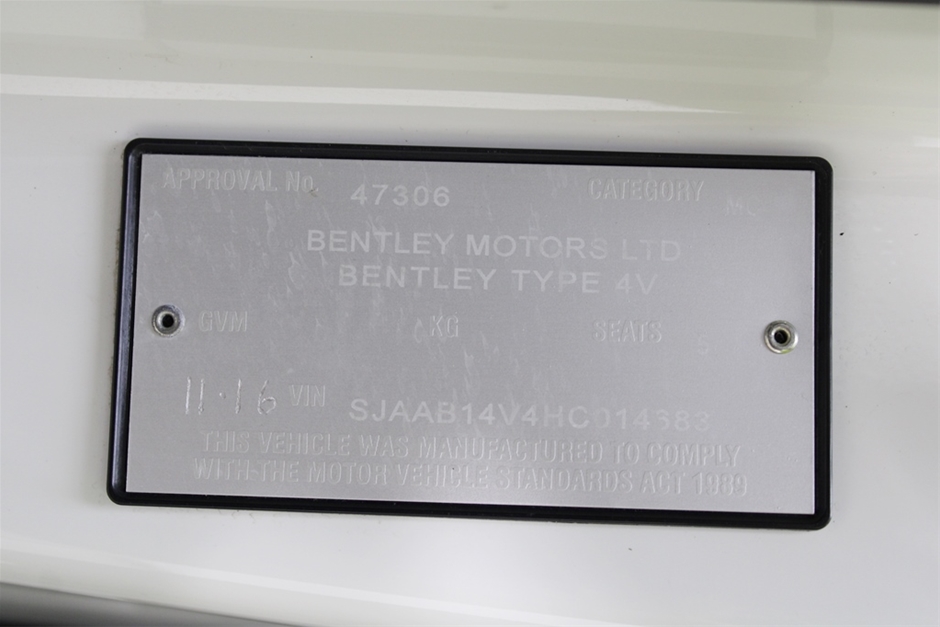 APPROVAL No. 47306 CATEGORY MC
BENTLEY MOTORS LTD
BENTLEY TYPE 4V
GVM KG SEATS
11·16 VIN SJAAB14V4HC014683
THIS VEHICLE WAS MANUFACTURED TO COMPLY
WITH THE MOTOR VEHICLE STANDARDS ACT 1989